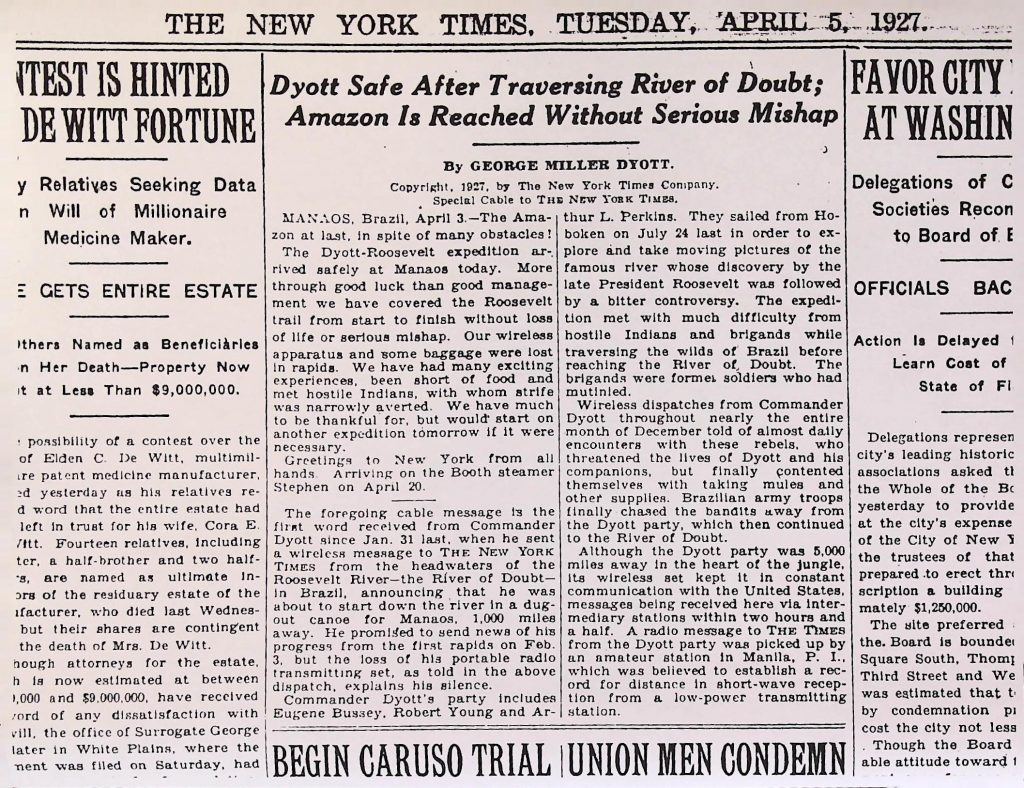 THE NEW YORK TIMES, TUESDAY, APRIL 5, 1927.
NTEST IS HINTED
DE WITT FORTUNE
y Relatives Seeking Data
n Will of Millionaire
Medicine Maker.
E GETS ENTIRE ESTATE
thers Named as Beneficiaries
n Her Death—Property Now
t at Less Than $9,000,000.
possibility of a contest over the
of Elden C. De Witt, multimil-
re patent medicine manufacturer,
ed yesterday as his relatives re-
d word that the entire estate had
left in trust for his wife, Cora E.
Vitt. Fourteen relatives, including
ter, a half-brother and two half-
s, are named as ultimate in-
ors of the residuary estate of the
facturer, who died last Wednes-
but their shares are contingent
the death of Mrs. De Witt.
hough attorneys for the estate,
h is now estimated at between
,000 and $9,000,000, have received
ord of any dissatisfaction with
vill, the office of Surrogate George
later in White Plains, where the
ment was filed on Saturday, had
Dyott Safe After Traversing River of Doubt;
Amazon Is Reached Without Serious Mishap
By GEORGE MILLER DYOTT.
Copyright, 1927, by The New York Times Company.
Special Cable to THE NEW YORK TIMES.
MANAOS, Brazil, April 3.—The Ama-
zon at last, in spite of many obstacles!
The Dyott-Roosevelt expedition ar-
rived safely at Manaos today. More
through good luck than good manage-
ment we have covered the Roosevelt
trail from start to finish without loss
of life or serious mishap. Our wireless
apparatus and some baggage were lost
in rapids. We have had many exciting
experiences, been short of food and
met hostile Indians, with whom strife
was narrowly averted. We have much
to be thankful for, but would start on
another expedition tomorrow if it were
necessary.
Greetings to New York from all
hands. Arriving on the Booth steamer
Stephen on April 20.
The foregoing cable message is the
first word received from Commander
Dyott since Jan. 31 last, when he sent
a wireless message to THE NEW YORK
TIMES from the headwaters of the
Roosevelt River—the River of Doubt—
in Brazil, announcing that he was
about to start down the river in a dug-
out canoe for Manaos, 1,000 miles
away. He promised to send news of his
progress from the first rapids on Feb.
3, but the loss of his portable radio
transmitting set, as told in the above
dispatch, explains his silence.
Commander Dyott's party includes
Eugene Bussey, Robert Young and Ar-
thur L. Perkins. They sailed from Ho-
boken on July 24 last in order to ex-
plore and take moving pictures of the
famous river whose discovery by the
late President Roosevelt was followed
by a bitter controversy. The expedi-
tion met with much difficulty from
hostile Indians and brigands while
traversing the wilds of Brazil before
reaching the River of Doubt. The
brigands were former soldiers who had
mutinied.
Wireless dispatches from Commander
Dyott throughout nearly the entire
month of December told of almost daily
encounters with these rebels, who
threatened the lives of Dyott and his
companions, but finally contented
themselves with taking mules and
other supplies. Brazilian army troops
finally chased the bandits away from
the Dyott party, which then continued
to the River of Doubt.
Although the Dyott party was 5,000
miles away in the heart of the jungle,
its wireless set kept it in constant
communication with the United States,
messages being received here via inter-
mediary stations within two hours and
a half. A radio message to THE TIMES
from the Dyott party was picked up by
an amateur station in Manila, P. I.,
which was believed to establish a rec-
ord for distance in short-wave recep-
tion from a low-power transmitting
station.
BEGIN CARUSO TRIAL
UNION MEN CONDEMN
FAVOR CITY
AT WASHIN
Delegations of C
Societies Recon
to Board of E
OFFICIALS BAC
Action Is Delayed
Learn Cost of
State of Fi
Delegations represen
city's leading historic
associations asked th
the Whole of the Bo
yesterday to provide
at the city's expense
of the City of New Y
the trustees of that
prepared to erect thro
scription a building
mately $1,250,000.
The site preferred
the Board is bounded
Square South, Thomp
Third Street and We
was estimated that t
by condemnation pr
cost the city not less
Though the Board
able attitude toward t